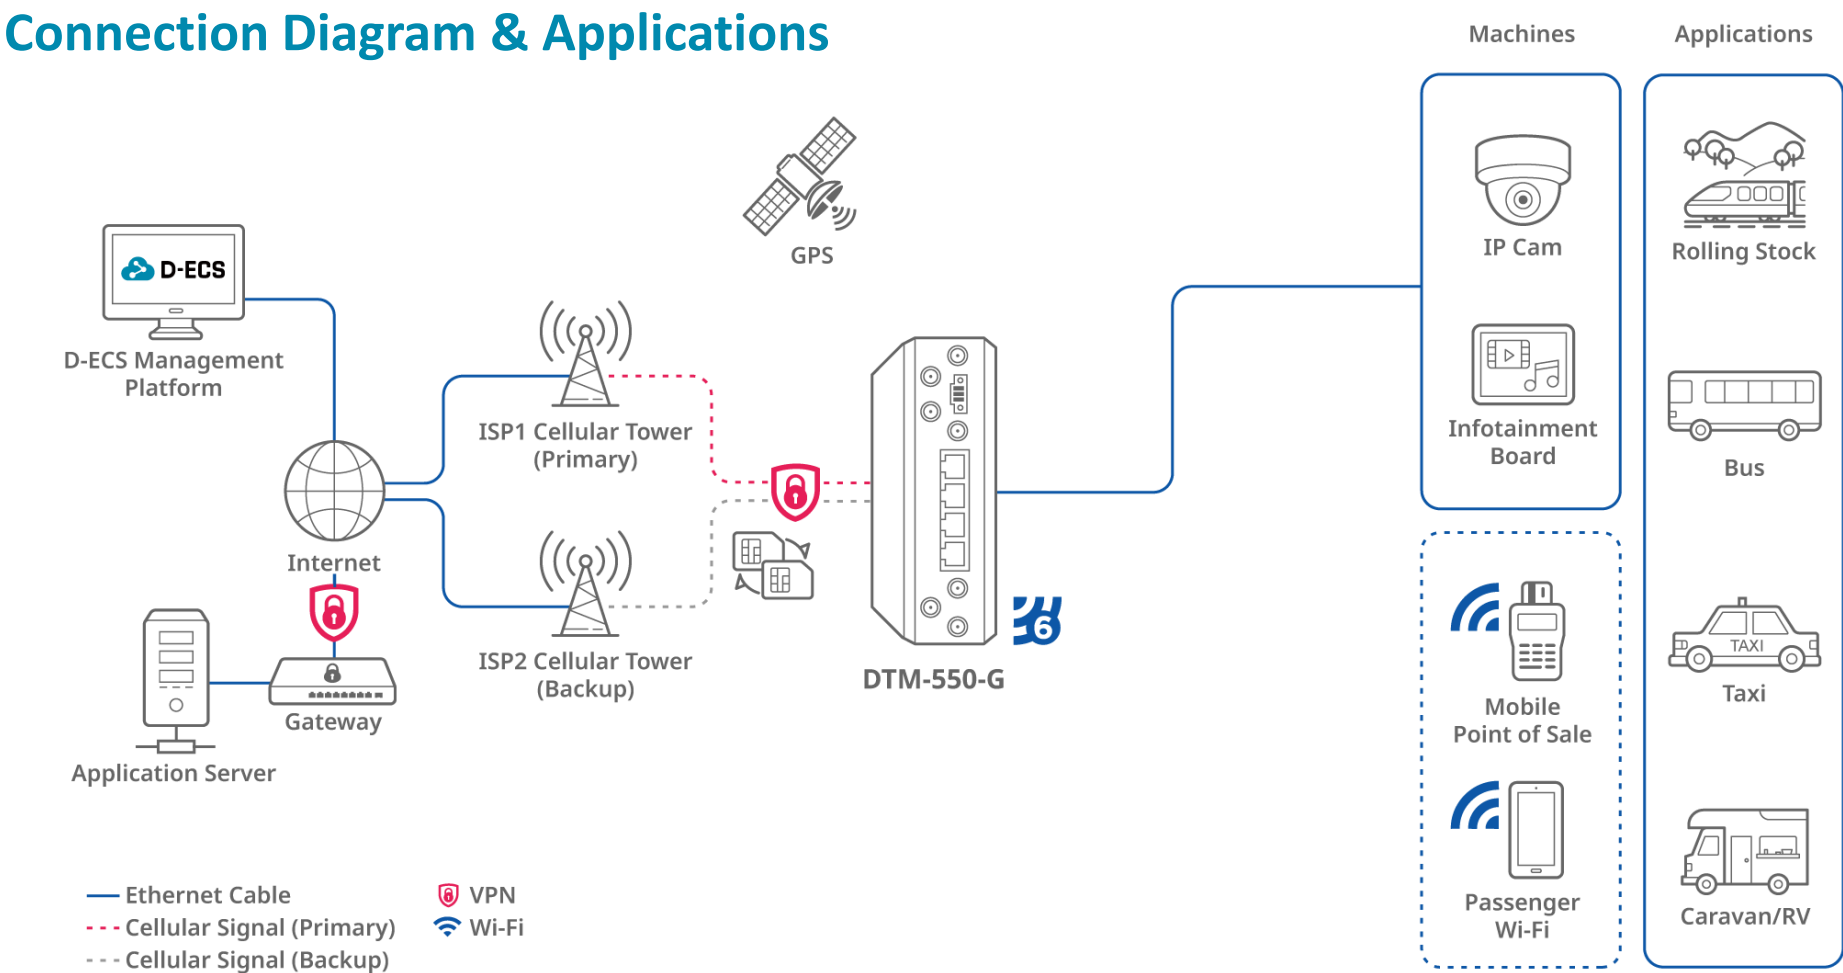 Connection Diagram & Applications
Machines
Applications
IP Cam
Rolling Stock
GPS
D-ECS
D-ECS Management
Platform
ISP1 Cellular Tower
(Primary)
Infotainment
Board
Bus
Internet
ISP2 Cellular Tower
(Backup)
6
DTM-550-G
Mobile
Point of Sale
TAXI
Taxi
Gateway
Application Server
Passenger
Wi-Fi
Caravan/RV
Ethernet Cable
VPN
Cellular Signal (Primary)
Wi-Fi
Cellular Signal (Backup)